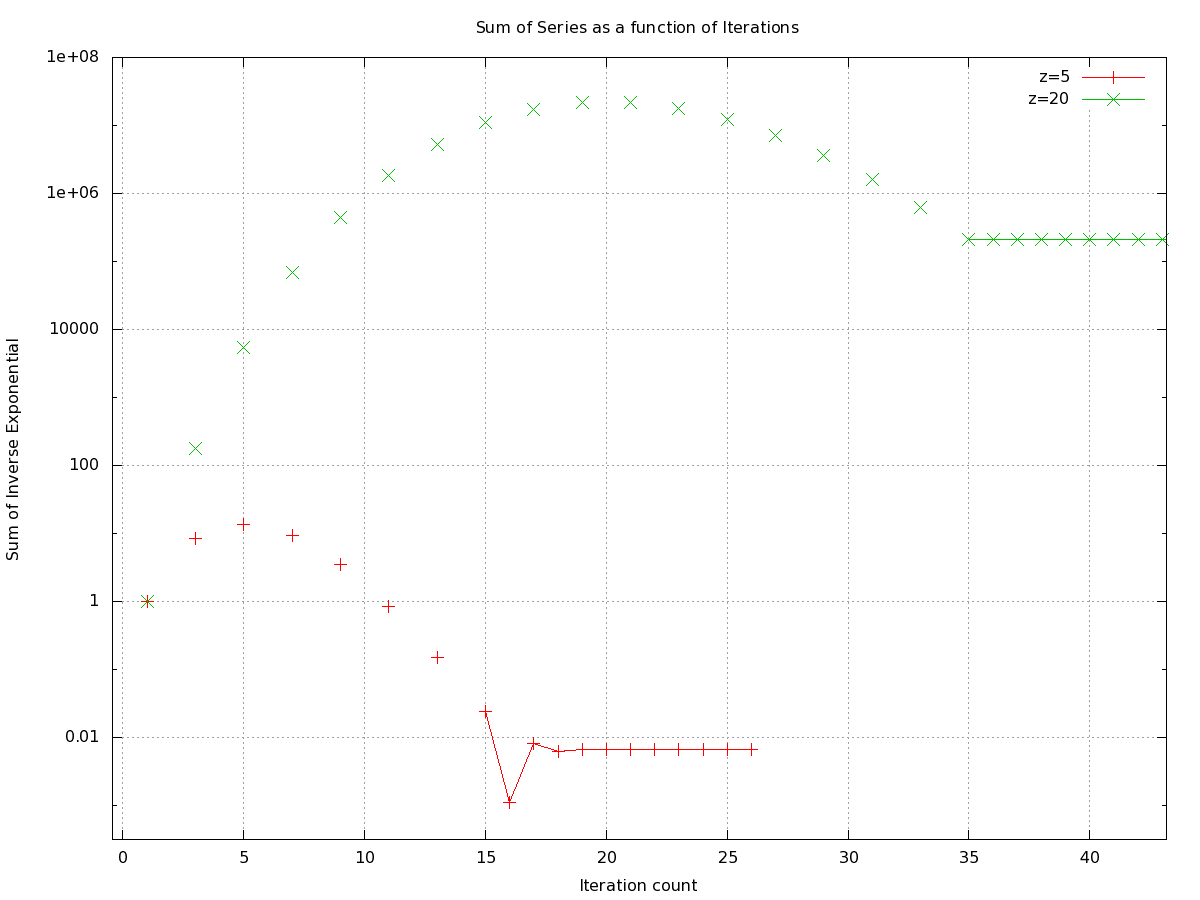 Sum of Series as a function of Iterations
1e+08
z=5
z=20
1e+06
10000
Sum of Inverse Exponential
100
1
0.01
0 5 10 15 20 25 30 35 40
Iteration count